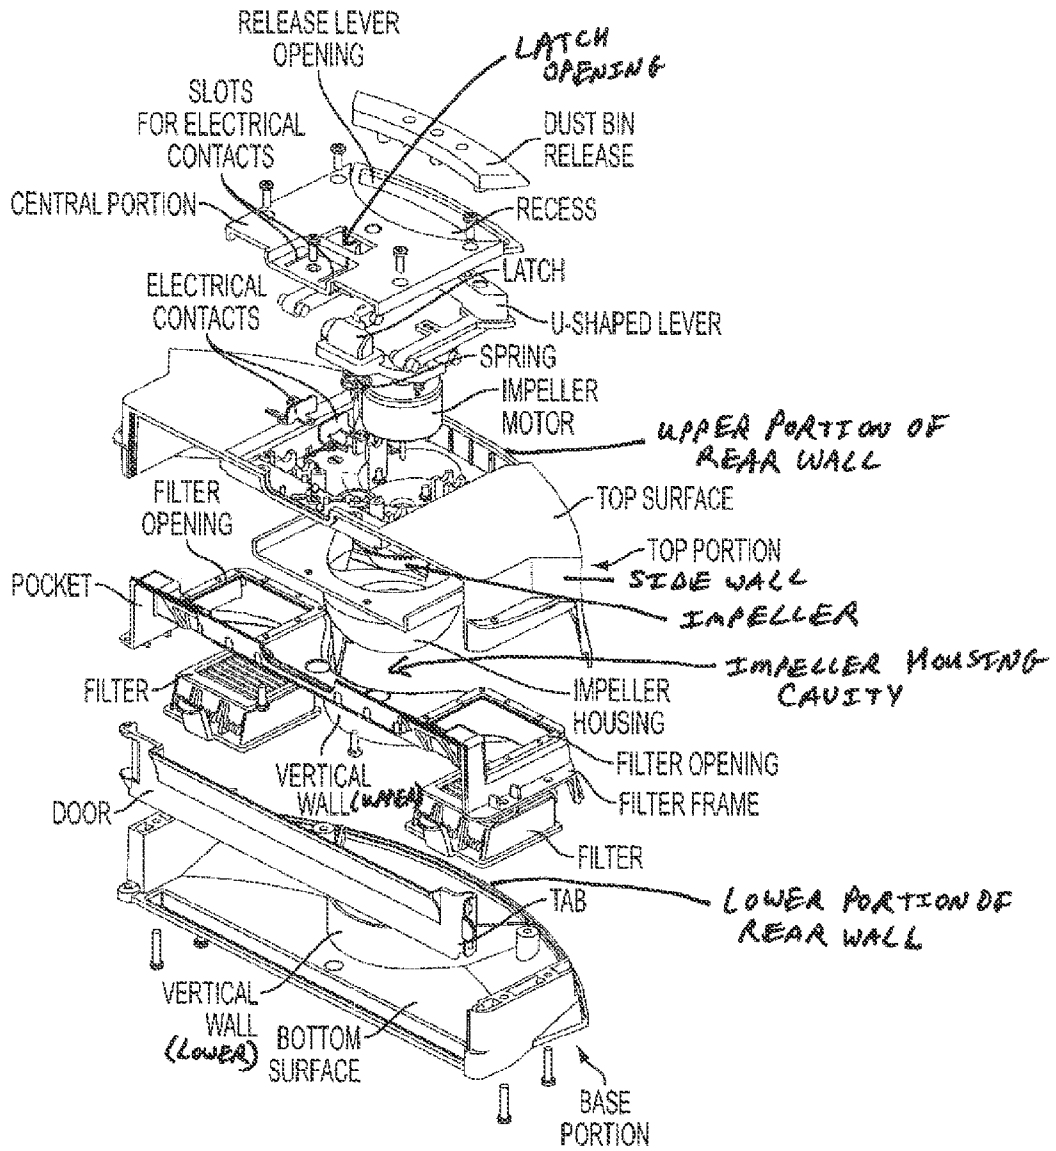 RELEASE LEVER
OPENING
LATCH
OPENING
SLOTS
FOR ELECTRICAL
CONTACTS
DUST BIN
RELEASE
CENTRAL PORTION
RECESS
LATCH
ELECTRICAL
CONTACTS
U-SHAPED LEVER
SPRING
IMPELLER
MOTOR
UPPER PORTION OF
REAR WALL
FILTER
OPENING
TOP SURFACE
TOP PORTION
SIDE WALL
POCKET
IMPELLER
IMPELLER HOUSING
CAVITY
FILTER
IMPELLER
HOUSING
VERTICAL
WALL (UPPER)
FILTER OPENING
FILTER FRAME
DOOR
FILTER
TAB
LOWER PORTION OF
REAR WALL
VERTICAL
WALL
(LOWER)
BOTTOM
SURFACE
BASE
PORTION